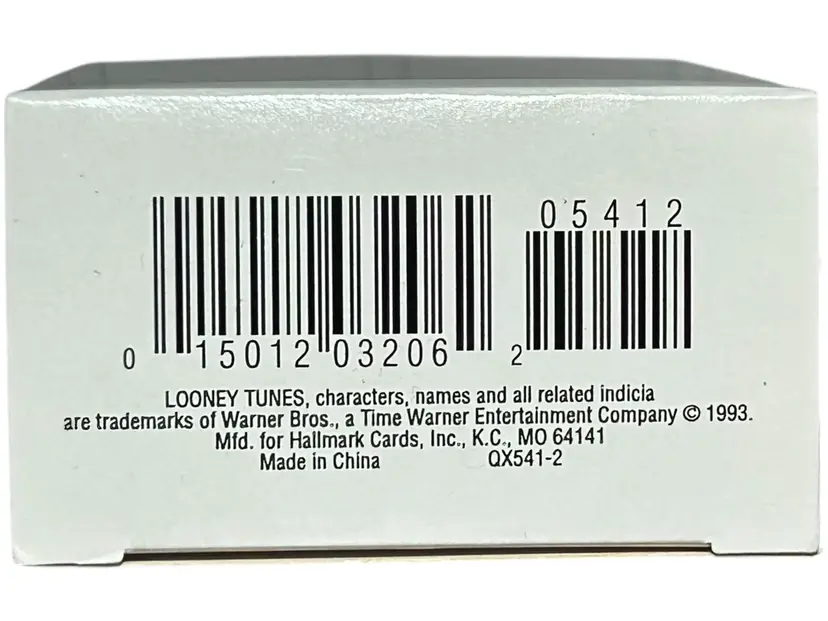 05412
0 15012 03206 2
LOONEY TUNES, characters, names and all related indicia
are trademarks of Warner Bros., a Time Warner Entertainment Company © 1993.
Mfd. for Hallmark Cards, Inc., K.C., MO 64141
Made in China QX541-2